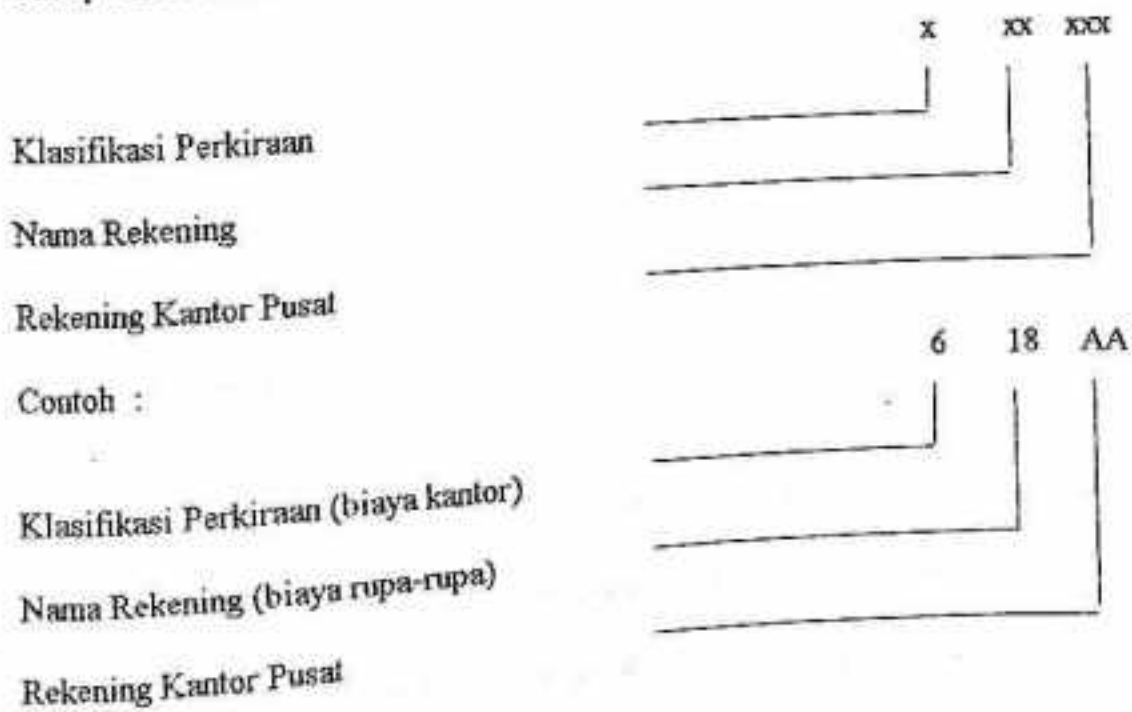 x xx xxx
Klasifikasi Perkiraan
Nama Rekening
Rekening Kantor Pusat
6 18 AA
Contoh :
Klasifikasi Perkiraan (biaya kantor)
Nama Rekening (biaya rupa-rupa)
Rekening Kantor Pusat